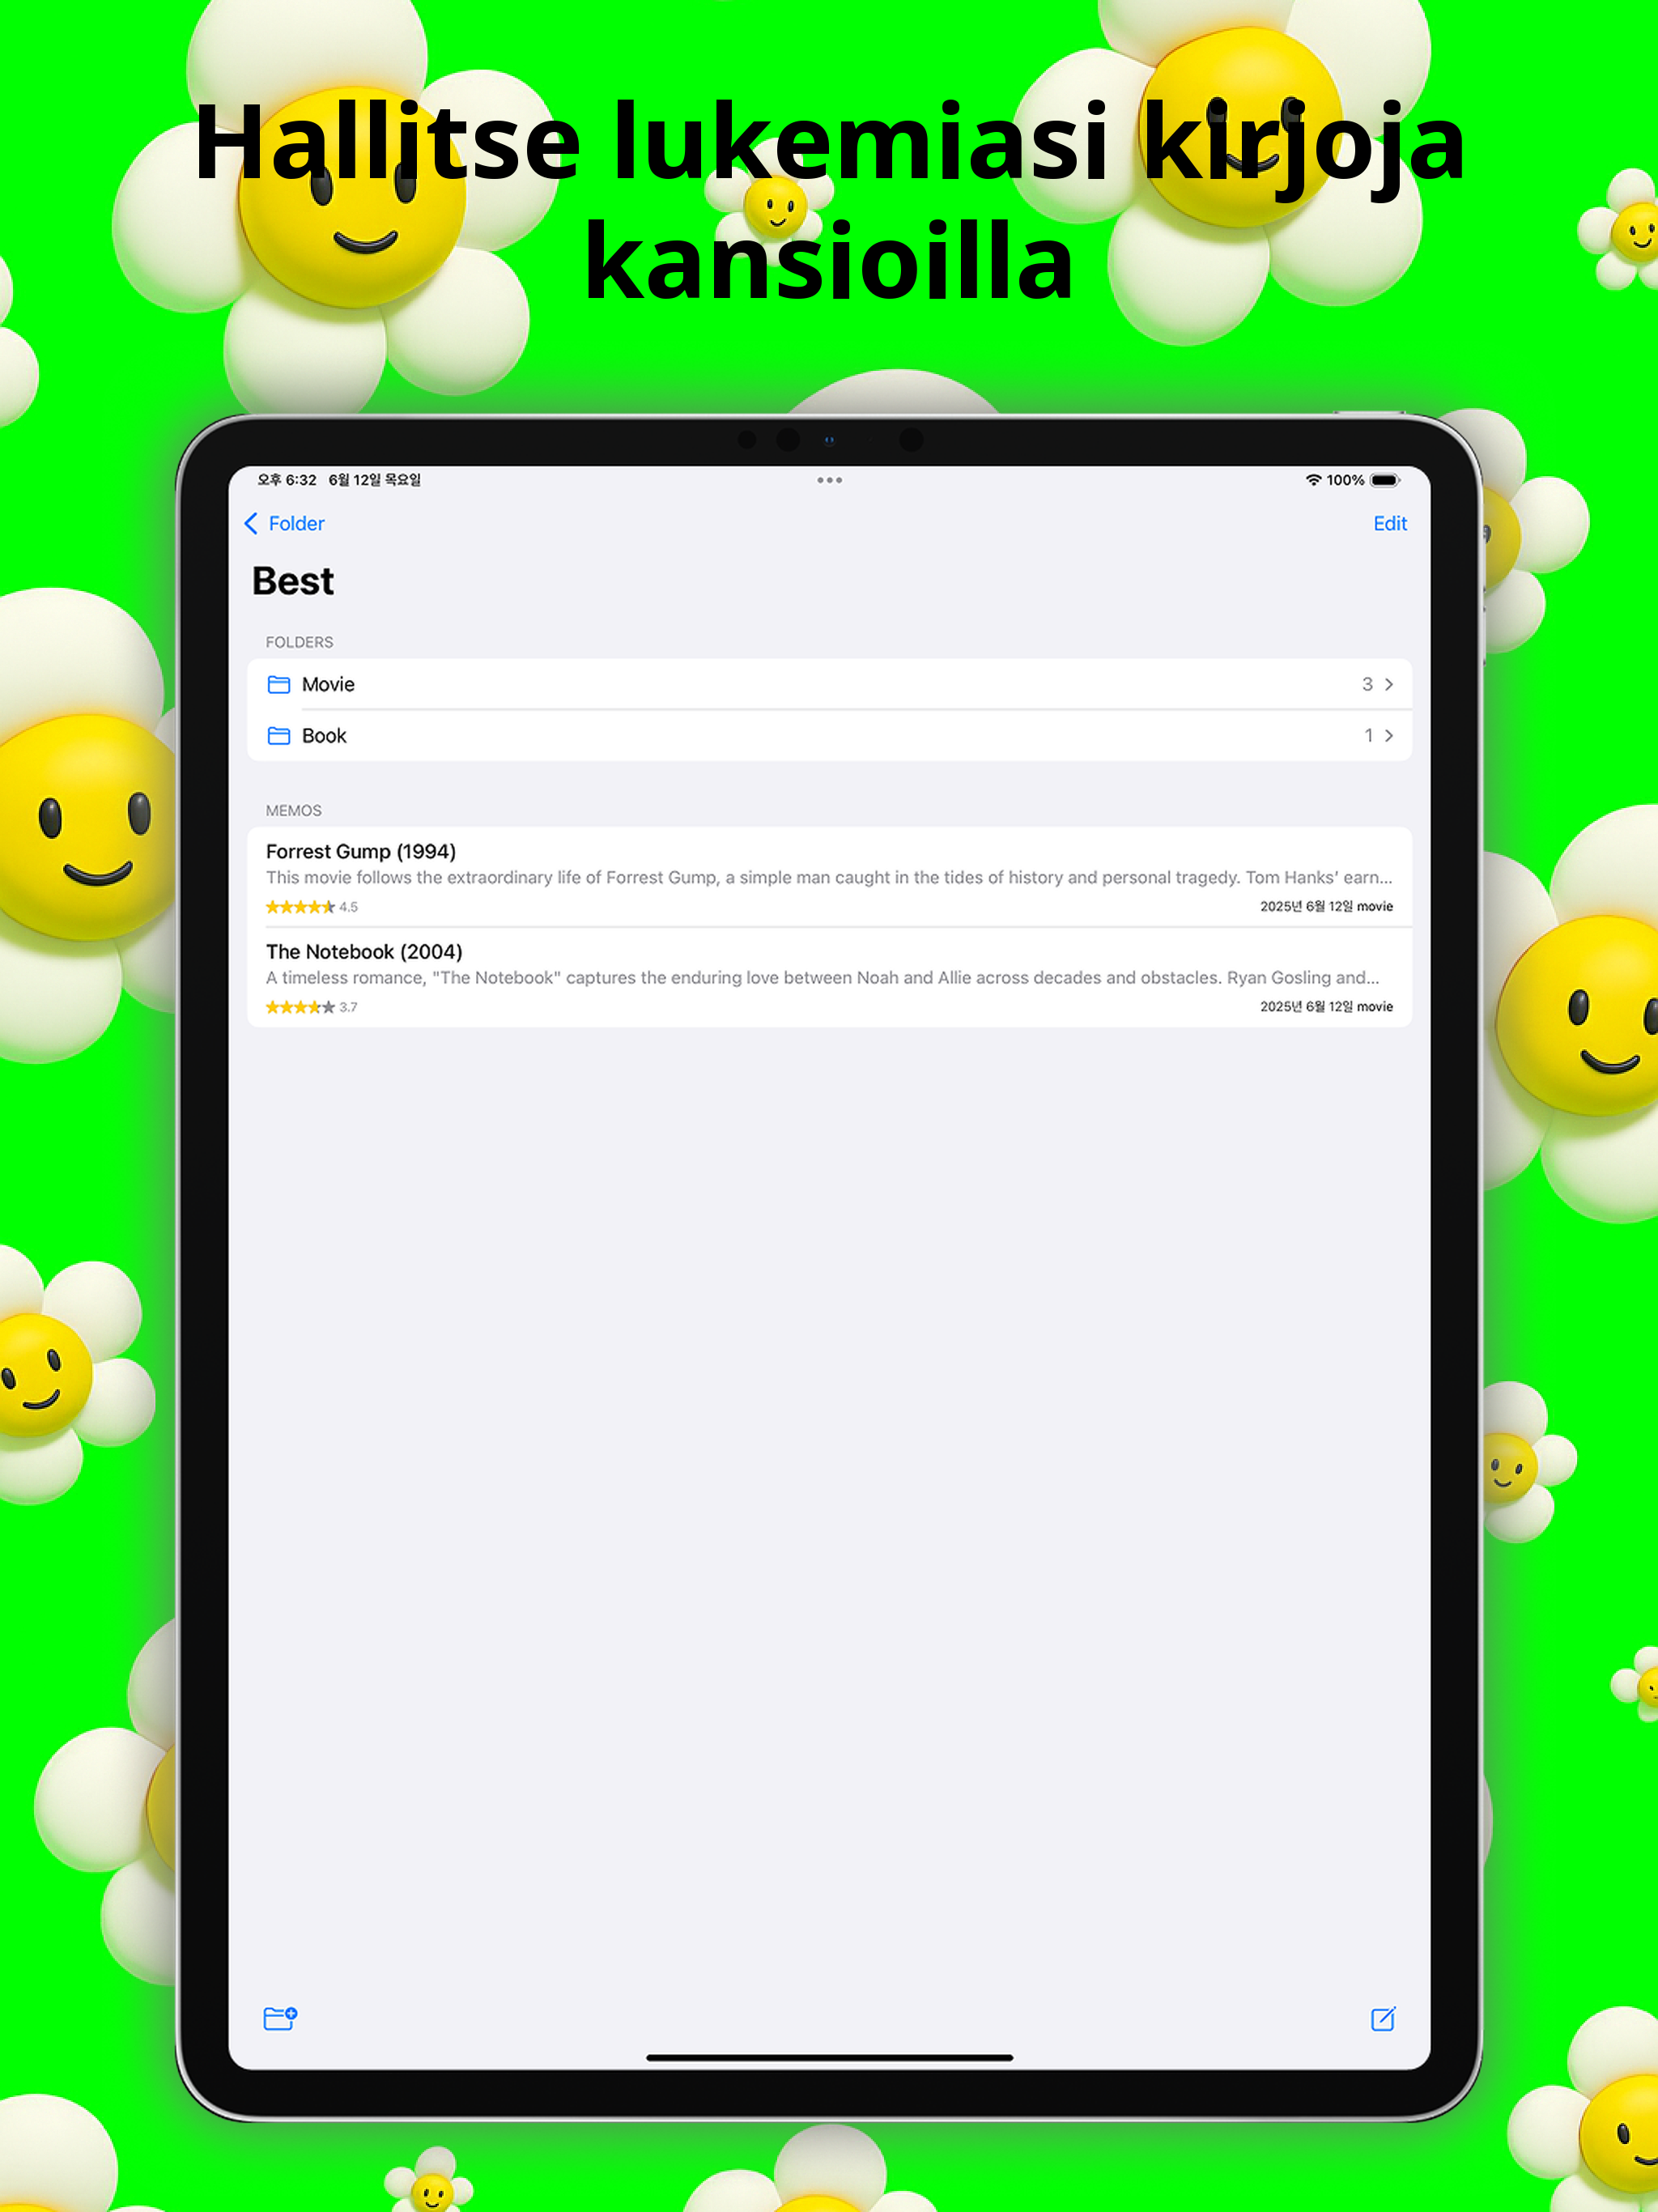 Hallitse lukemiasi kirjoja
kansioilla
오후 6:32 6월 12일 목요일
100%
Folder
Edit
Best
FOLDERS
Movie 3
Book 1
MEMOS
Forrest Gump (1994)
This movie follows the extraordinary life of Forrest Gump, a simple man caught in the tides of history and personal tragedy. Tom Hanks' earn...
4.5 2025년 6월 12일 movie
The Notebook (2004)
A timeless romance, "The Notebook" captures the enduring love between Noah and Allie across decades and obstacles. Ryan Gosling and...
3.7 2025년 6월 12일 movie